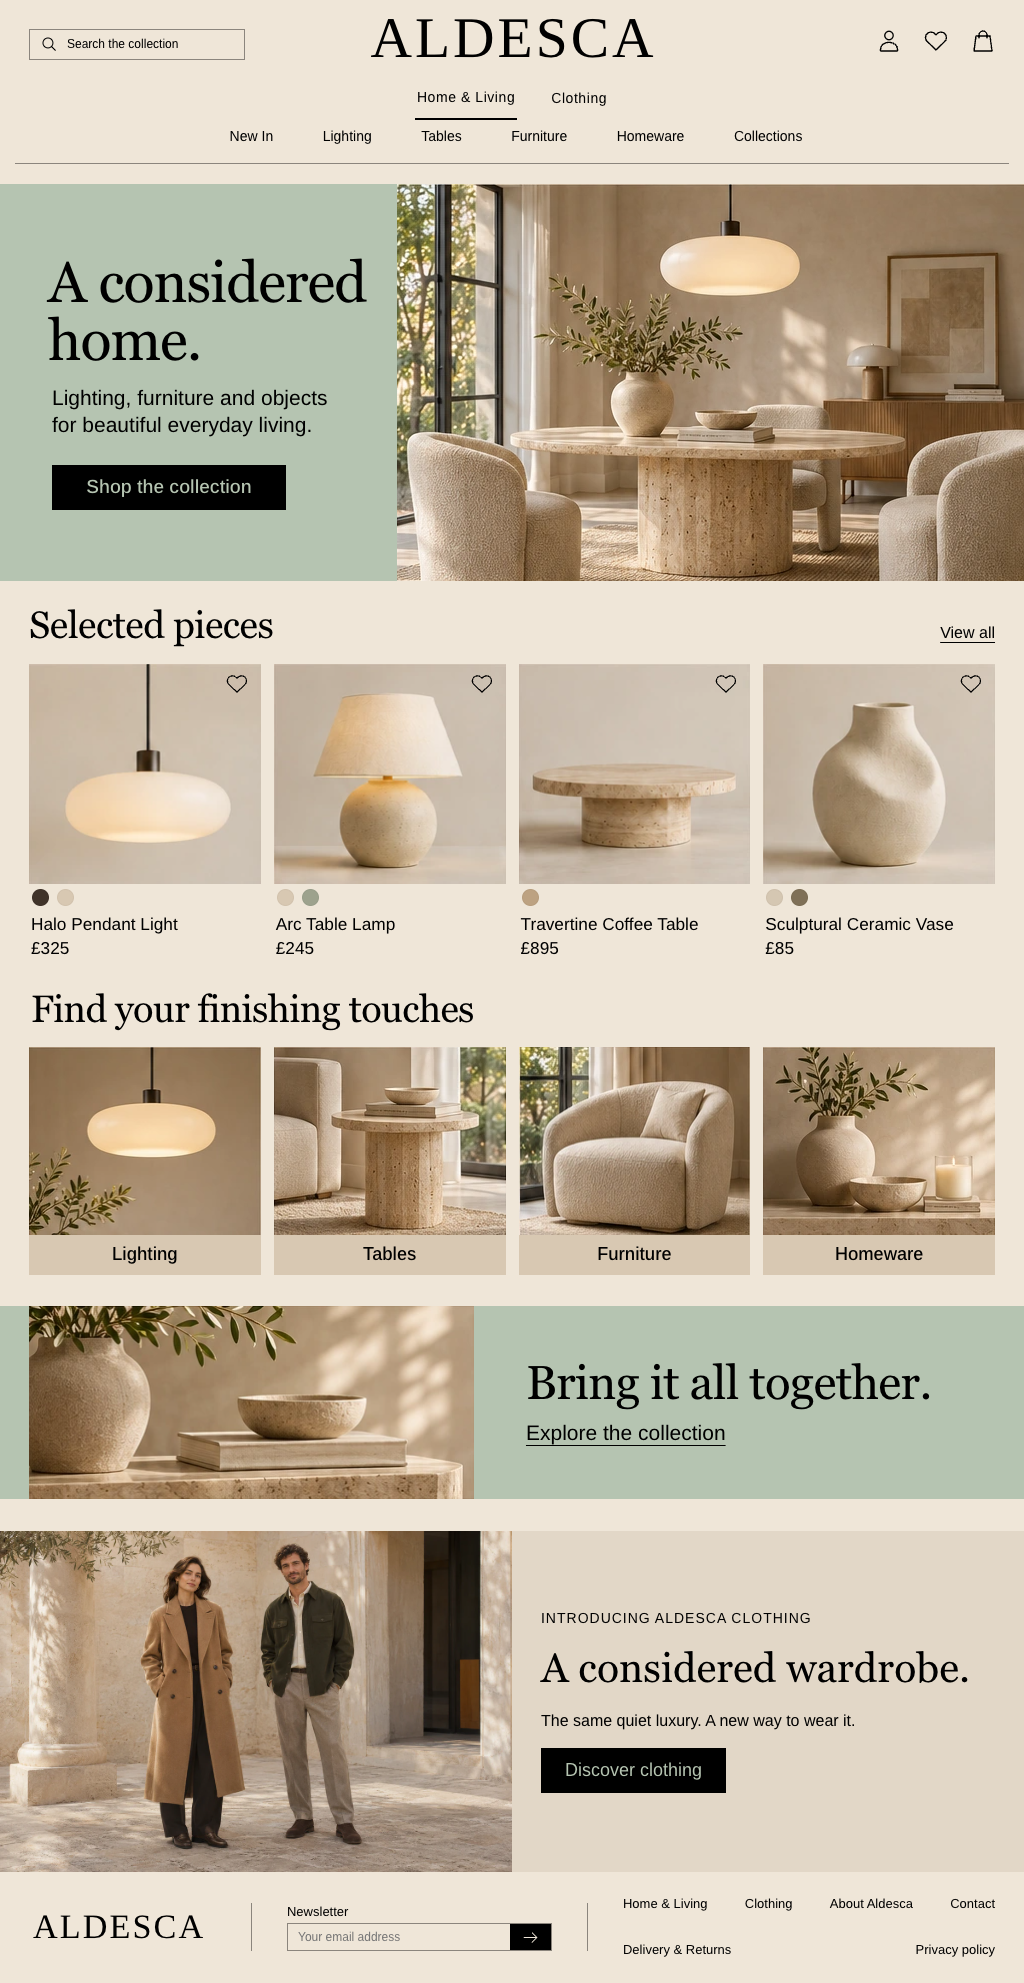 Search the collection
ALDESCA
Home & Living
Clothing
New In
Lighting
Tables
Furniture
Homeware
Collections
A considered
home.
Lighting, furniture and objects
for beautiful everyday living.
Shop the collection
Selected pieces
View all
Halo Pendant Light
£325
Arc Table Lamp
£245
Travertine Coffee Table
£895
Sculptural Ceramic Vase
£85
Find your finishing touches
Lighting
Tables
Furniture
Homeware
Bring it all together.
Explore the collection
INTRODUCING ALDESCA CLOTHING
A considered wardrobe.
The same quiet luxury. A new way to wear it.
Discover clothing
ALDESCA
Newsletter
Your email address
Home & Living
Clothing
About Aldesca
Contact
Delivery & Returns
Privacy policy